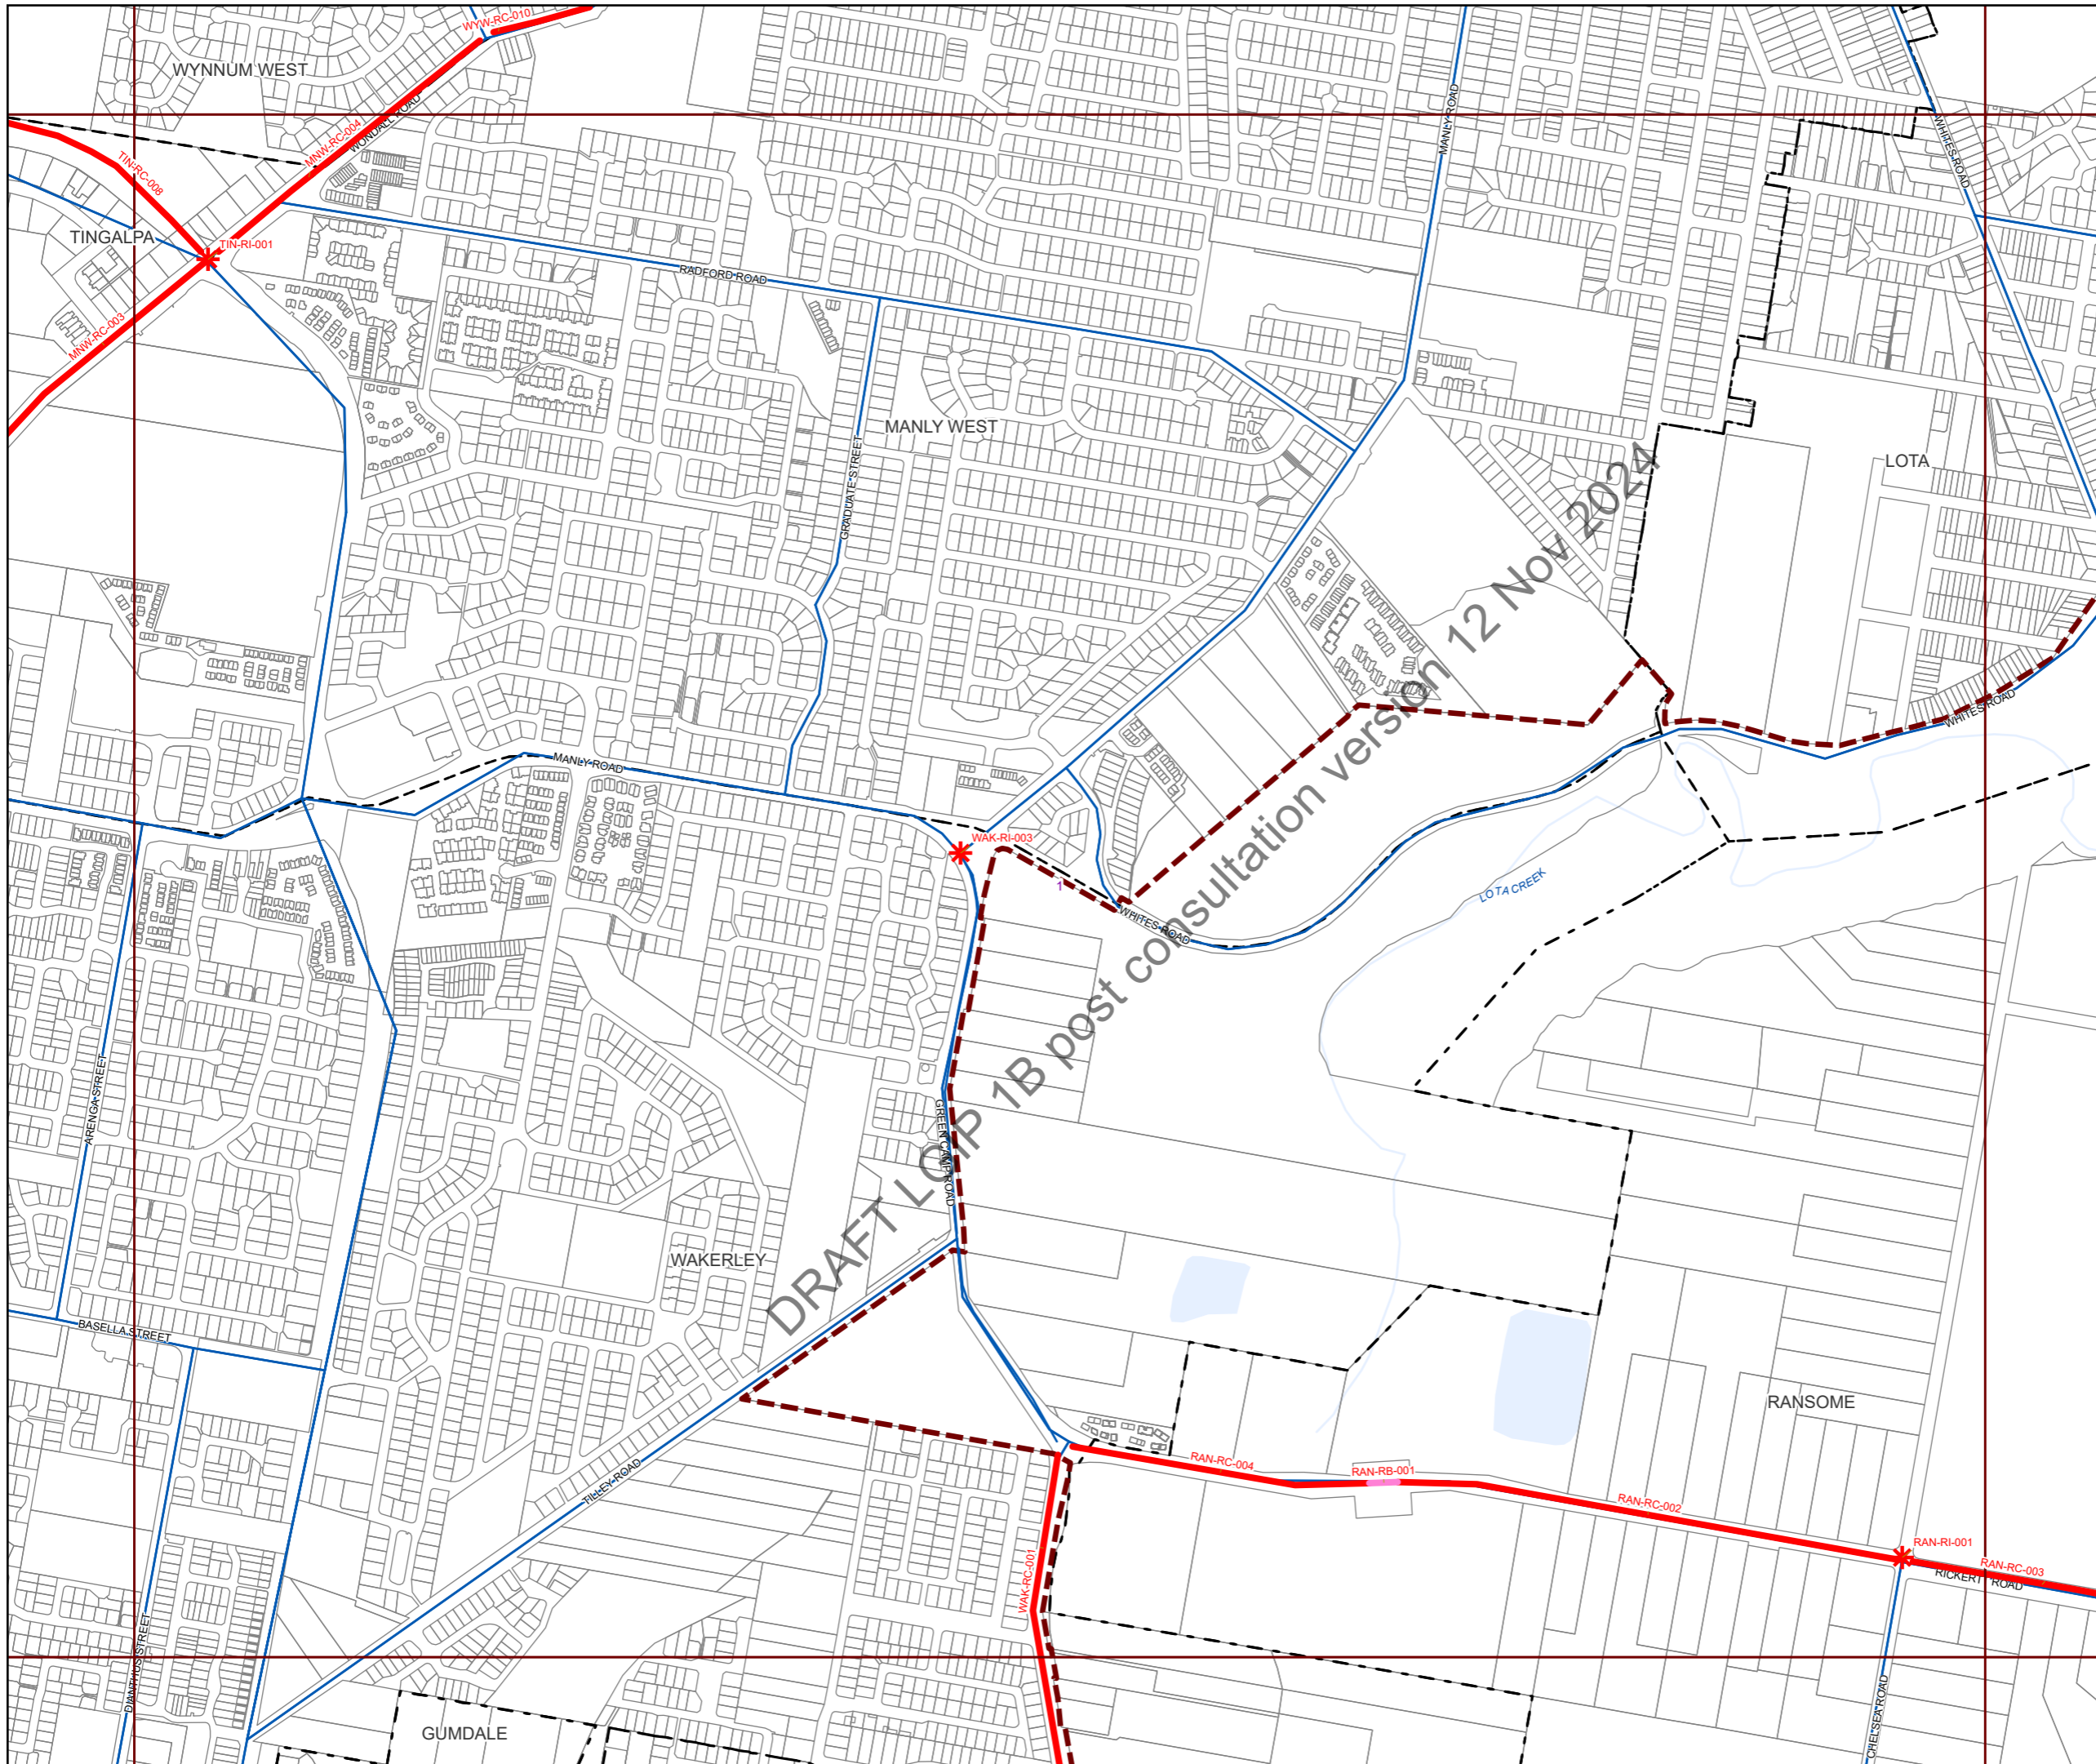 WYW-RC-010
WYNNUM WEST
WONDALL ROAD
MNW-RC-004
TIN-RC-008
MANLY ROAD
WHITES ROAD
TINGALPA
TIN-RI-001
RADFORD ROAD
MNW-RC-003
MANLY WEST
GRADUATE STREET
LOTA
WHITES ROAD
MANLY ROAD
WAK-RI-003
1
LOTA CREEK
WHITES ROAD
DRAFT LGIP 1B post consultation version 12 Nov 2024
ARENGA STREET
GREEN CAMP ROAD
WAKERLEY
BASELLA STREET
RANSOME
RAN-RC-004
RAN-RB-001
TILLEY ROAD
RAN-RC-002
RAN-RI-001
RAN-RC-003
RICKERT ROAD
WAK-RC-001
DIANTHUS STREET
CHELSEA ROAD
GUMDALE